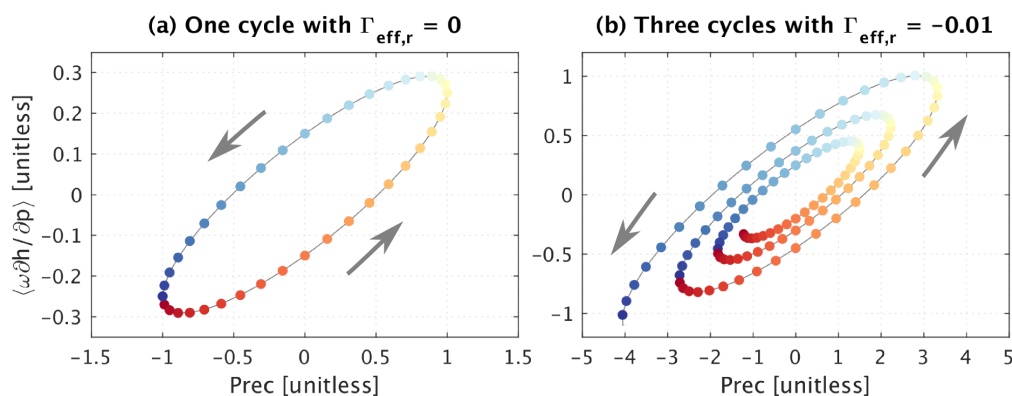 (a) One cycle with Γeff,r = 0
0.3
0.2
0.1
0
-0.1
-0.2
-0.3
-1.5 -1 -0.5 0 0.5 1 1.5
Prec [unitless]
⟨ω∂h/∂p⟩ [unitless]
(b) Three cycles with Γeff,r = -0.01
1
0.5
0
-0.5
-1
-5 -4 -3 -2 -1 0 1 2 3 4 5
Prec [unitless]